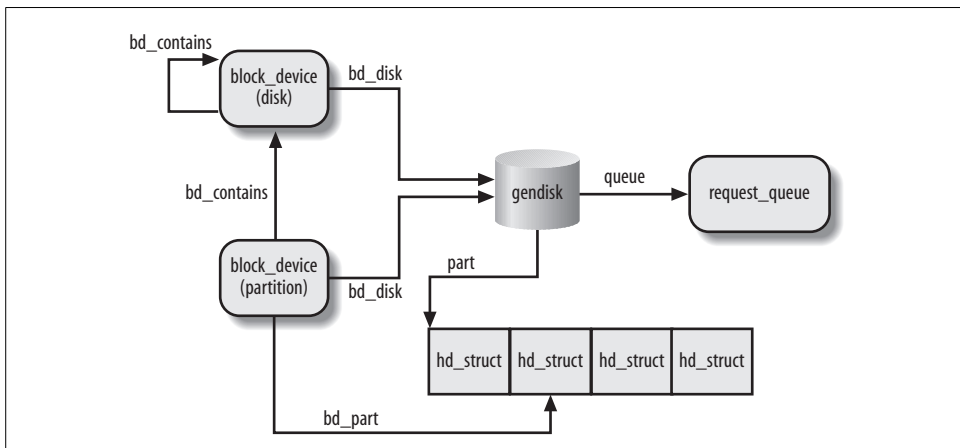 bd_contains
block_device
(disk)
bd_disk
bd_contains
gendisk
queue
request_queue
block_device
(partition)
bd_disk
part
hd_struct hd_struct hd_struct hd_struct
bd_part